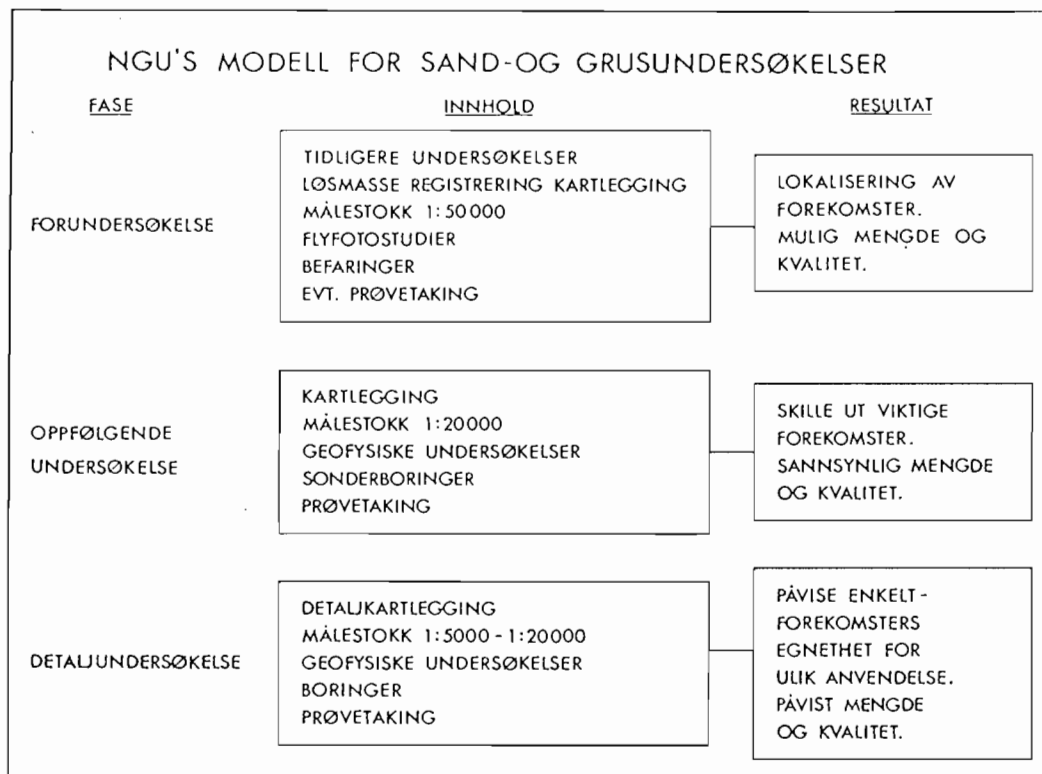 NGU'S MODELL FOR SAND-OG GRUSUNDERSØKELSER
FASE
INNHOLD
RESULTAT
FORUNDERSØKELSE
TIDLIGERE UNDERSØKELSER
LØSMASSE REGISTRERING KARTLEGGING
MÅLESTOKK 1:50000
FLYFOTOSTUDIER
BEFARINGER
EVT. PRØVETAKING
LOKALISERING AV
FOREKOMSTER.
MULIG MENGDE OG
KVALITET.
OPPFØLGENDE
UNDERSØKELSE
KARTLEGGING
MÅLESTOKK 1:20000
GEOFYSISKE UNDERSØKELSER
SONDERBORINGER
PRØVETAKING
SKILLE UT VIKTIGE
FOREKOMSTER.
SANNSYNLIG MENGDE
OG KVALITET.
DETALJUNDERSØKELSE
DETALJKARTLEGGING
MÅLESTOKK 1:5000-1:20000
GEOFYSISKE UNDERSØKELSER
BORINGER
PRØVETAKING
PÅVISE ENKELT-
FOREKOMSTERS
EGNETHET FOR
ULIK ANVENDELSE.
PÅVIST MENGDE
OG KVALITET.